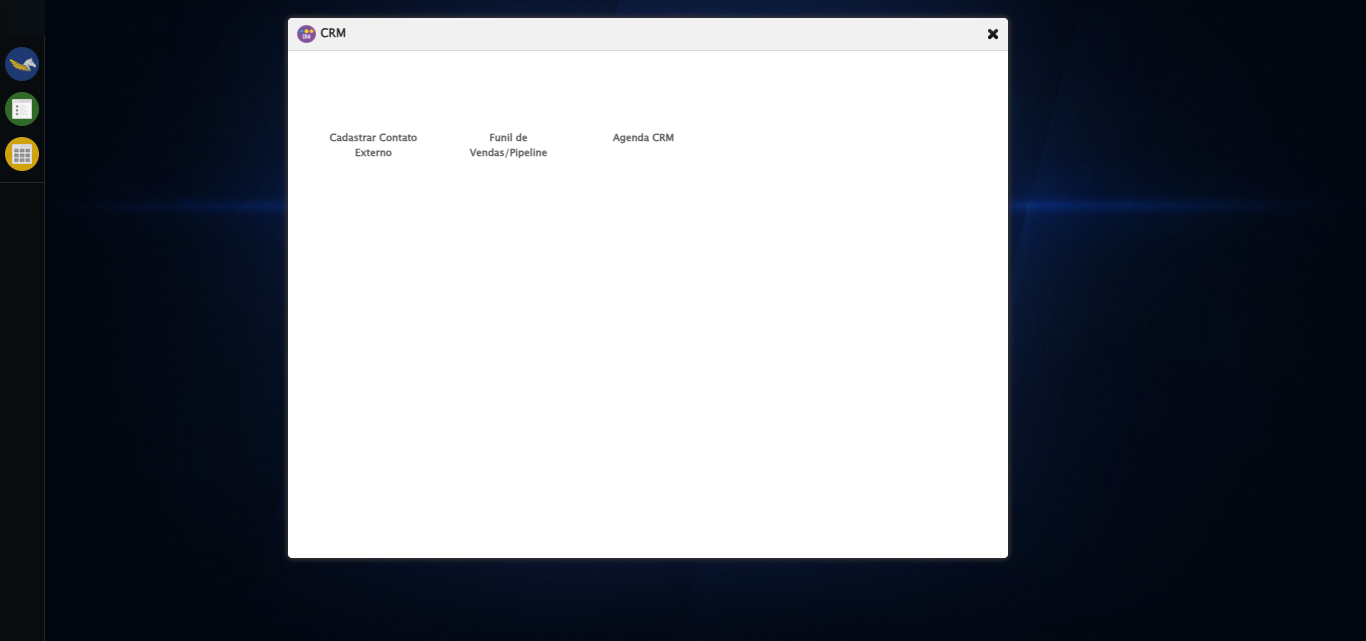 CRM
Cadastrar Contato
Externo
Funil de
Vendas/Pipeline
Agenda CRM